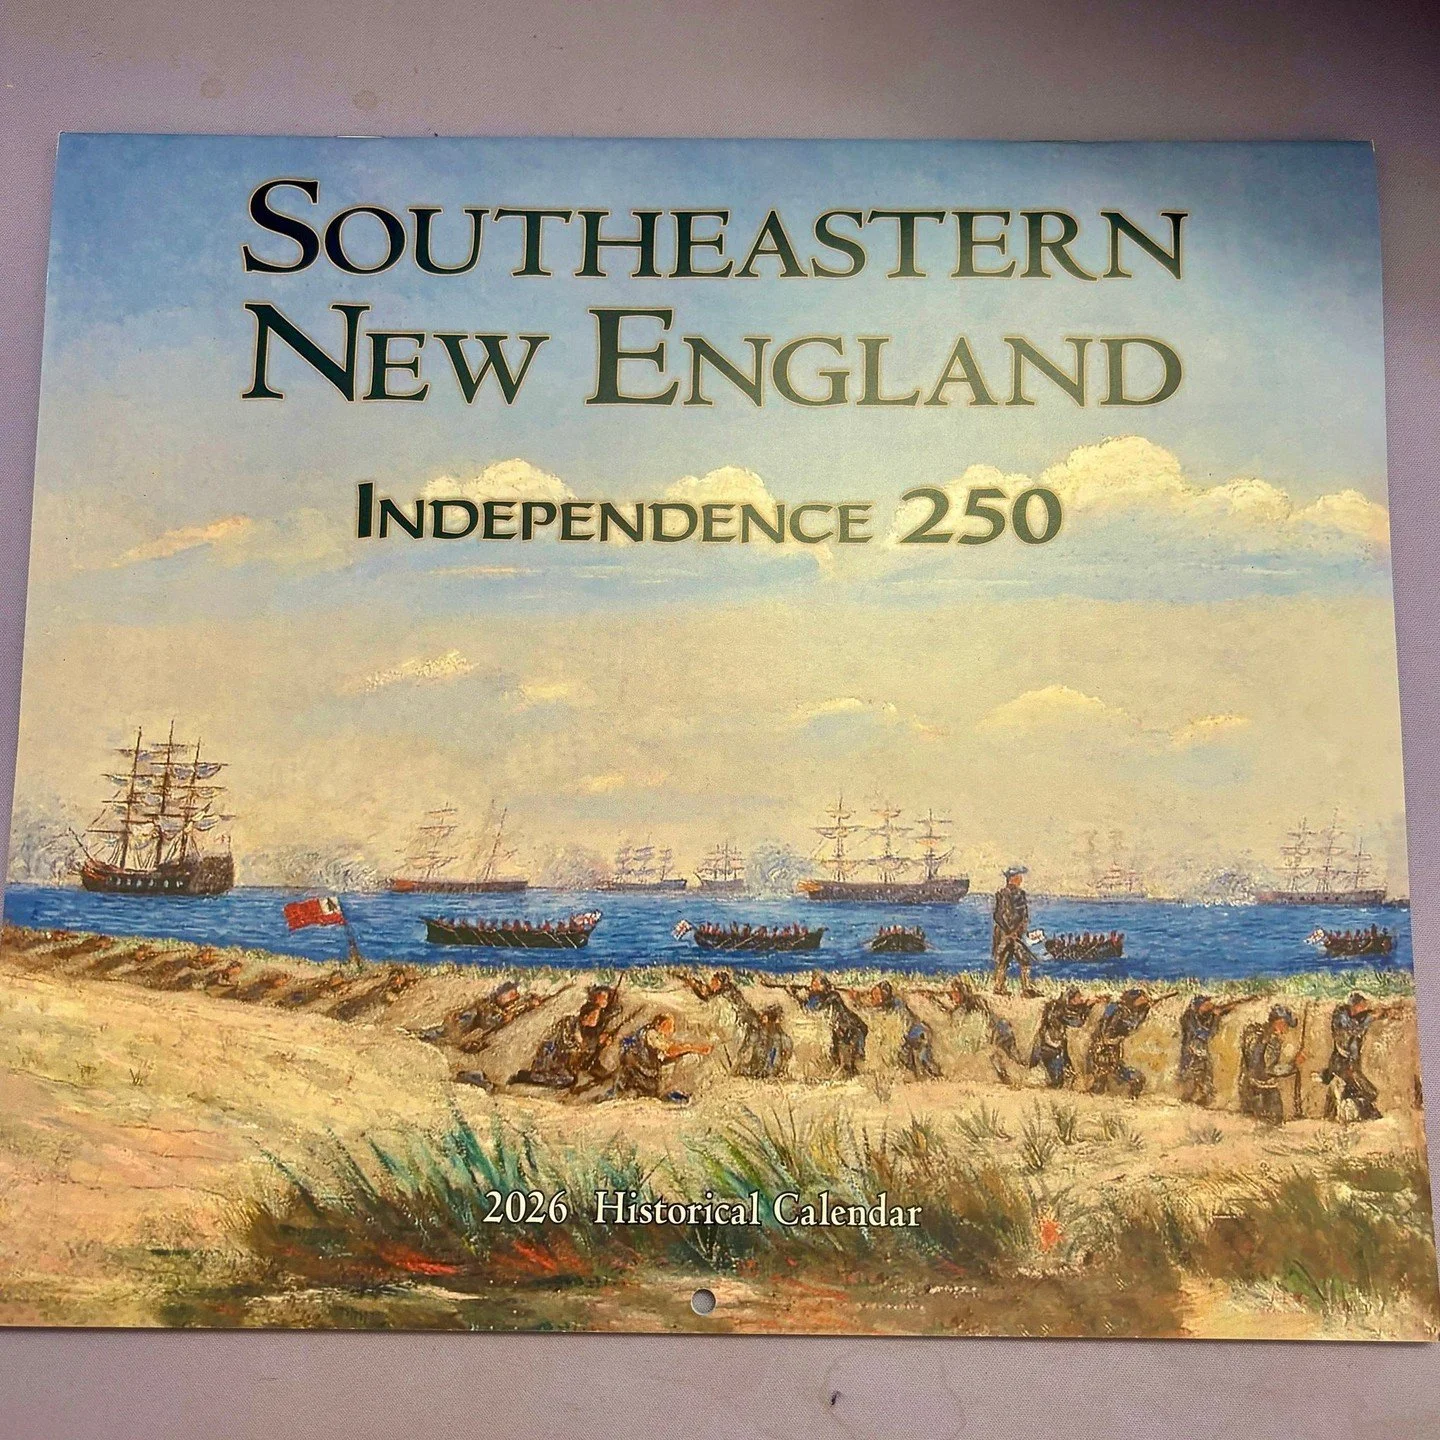 SOUTHEASTERN
NEW ENGLAND
INDEPENDENCE 250
2026 Historical Calendar